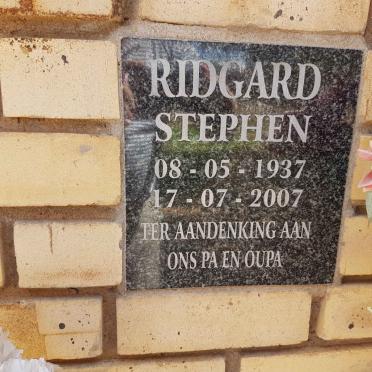 RIDGARD
STEPHEN
08 - 05 - 1937
17 - 07 - 2007
TER AANDENKING AAN
ONS PA EN OUPA